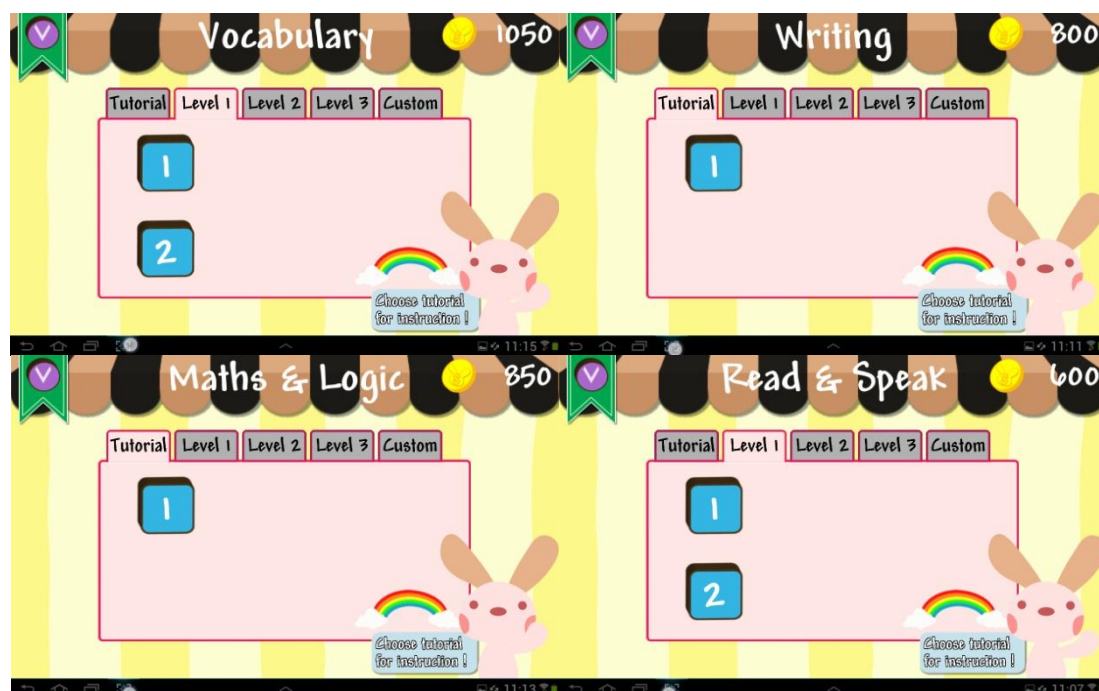 V
Vocabulary
1050
Tutorial Level 1 Level 2 Level 3 Custom
1
2
Choose tutorial
for instruction !
11:15
V
Writing
800
Tutorial Level 1 Level 2 Level 3 Custom
1
Choose tutorial
for instruction !
11:11
V
Maths & Logic
850
Tutorial Level 1 Level 2 Level 3 Custom
1
Choose tutorial
for instruction !
11:13
V
Read & Speak
600
Tutorial Level 1 Level 2 Level 3 Custom
1
2
Choose tutorial
for instruction !
11:07